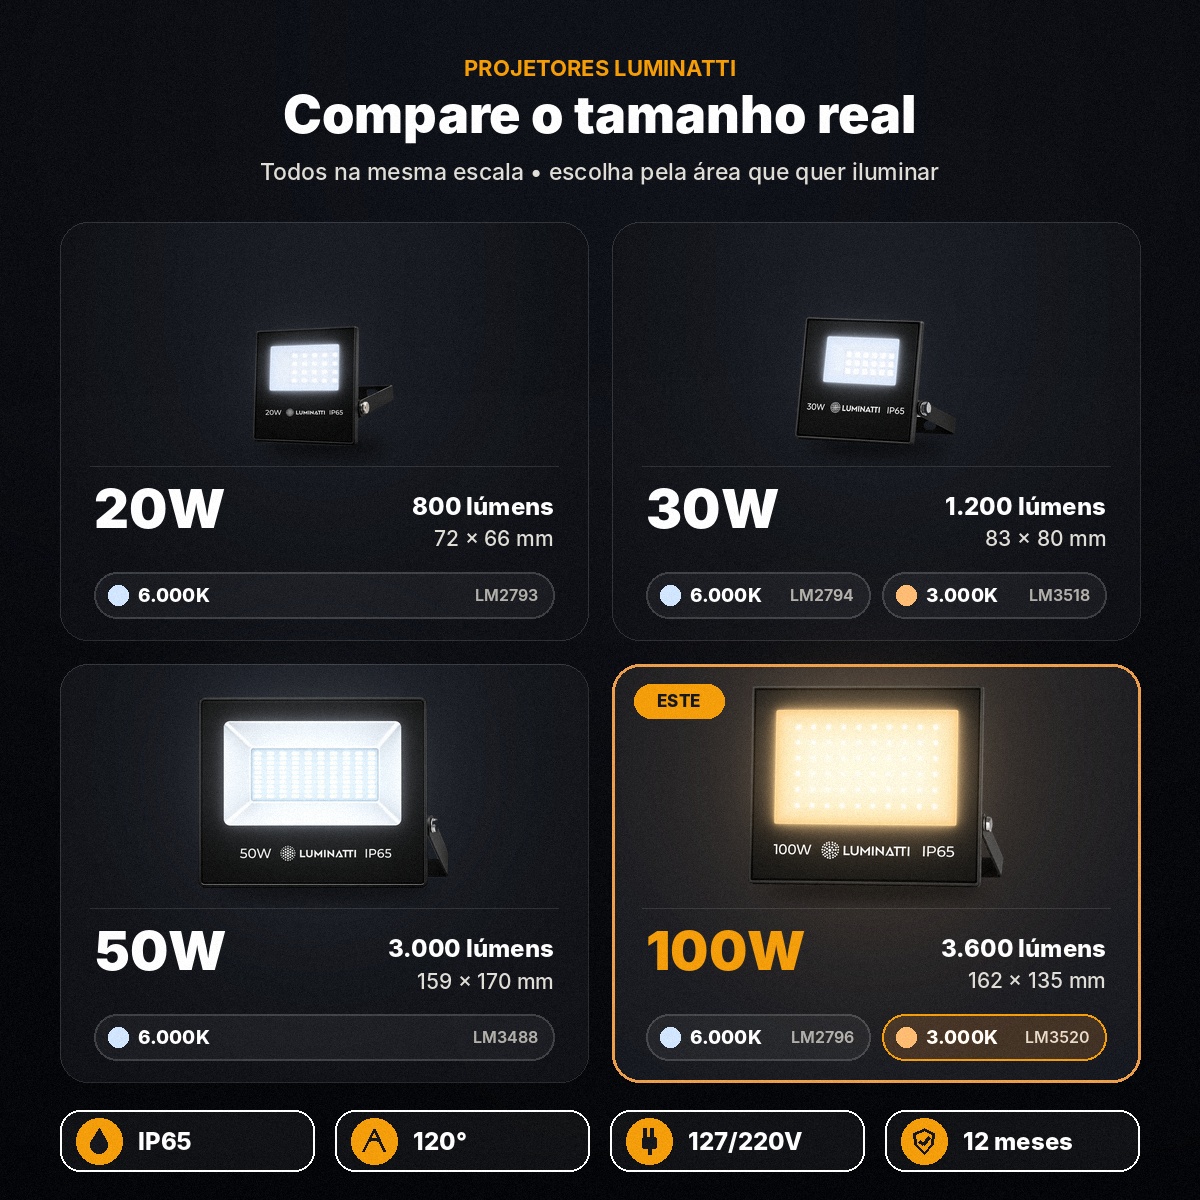 PROJETORES LUMINATTI
Compare o tamanho real
Todos na mesma escala • escolha pela área que quer iluminar
20W LUMINATTI IP65
20W
800 lúmens
72 × 66 mm
6.000K LM2793
30W LUMINATTI IP65
30W
1.200 lúmens
83 × 80 mm
6.000K LM2794
3.000K LM3518
50W LUMINATTI IP65
50W
3.000 lúmens
159 × 170 mm
6.000K LM3488
ESTE
100W LUMINATTI IP65
100W
3.600 lúmens
162 × 135 mm
6.000K LM2796
3.000K LM3520
IP65
120°
127/220V
12 meses